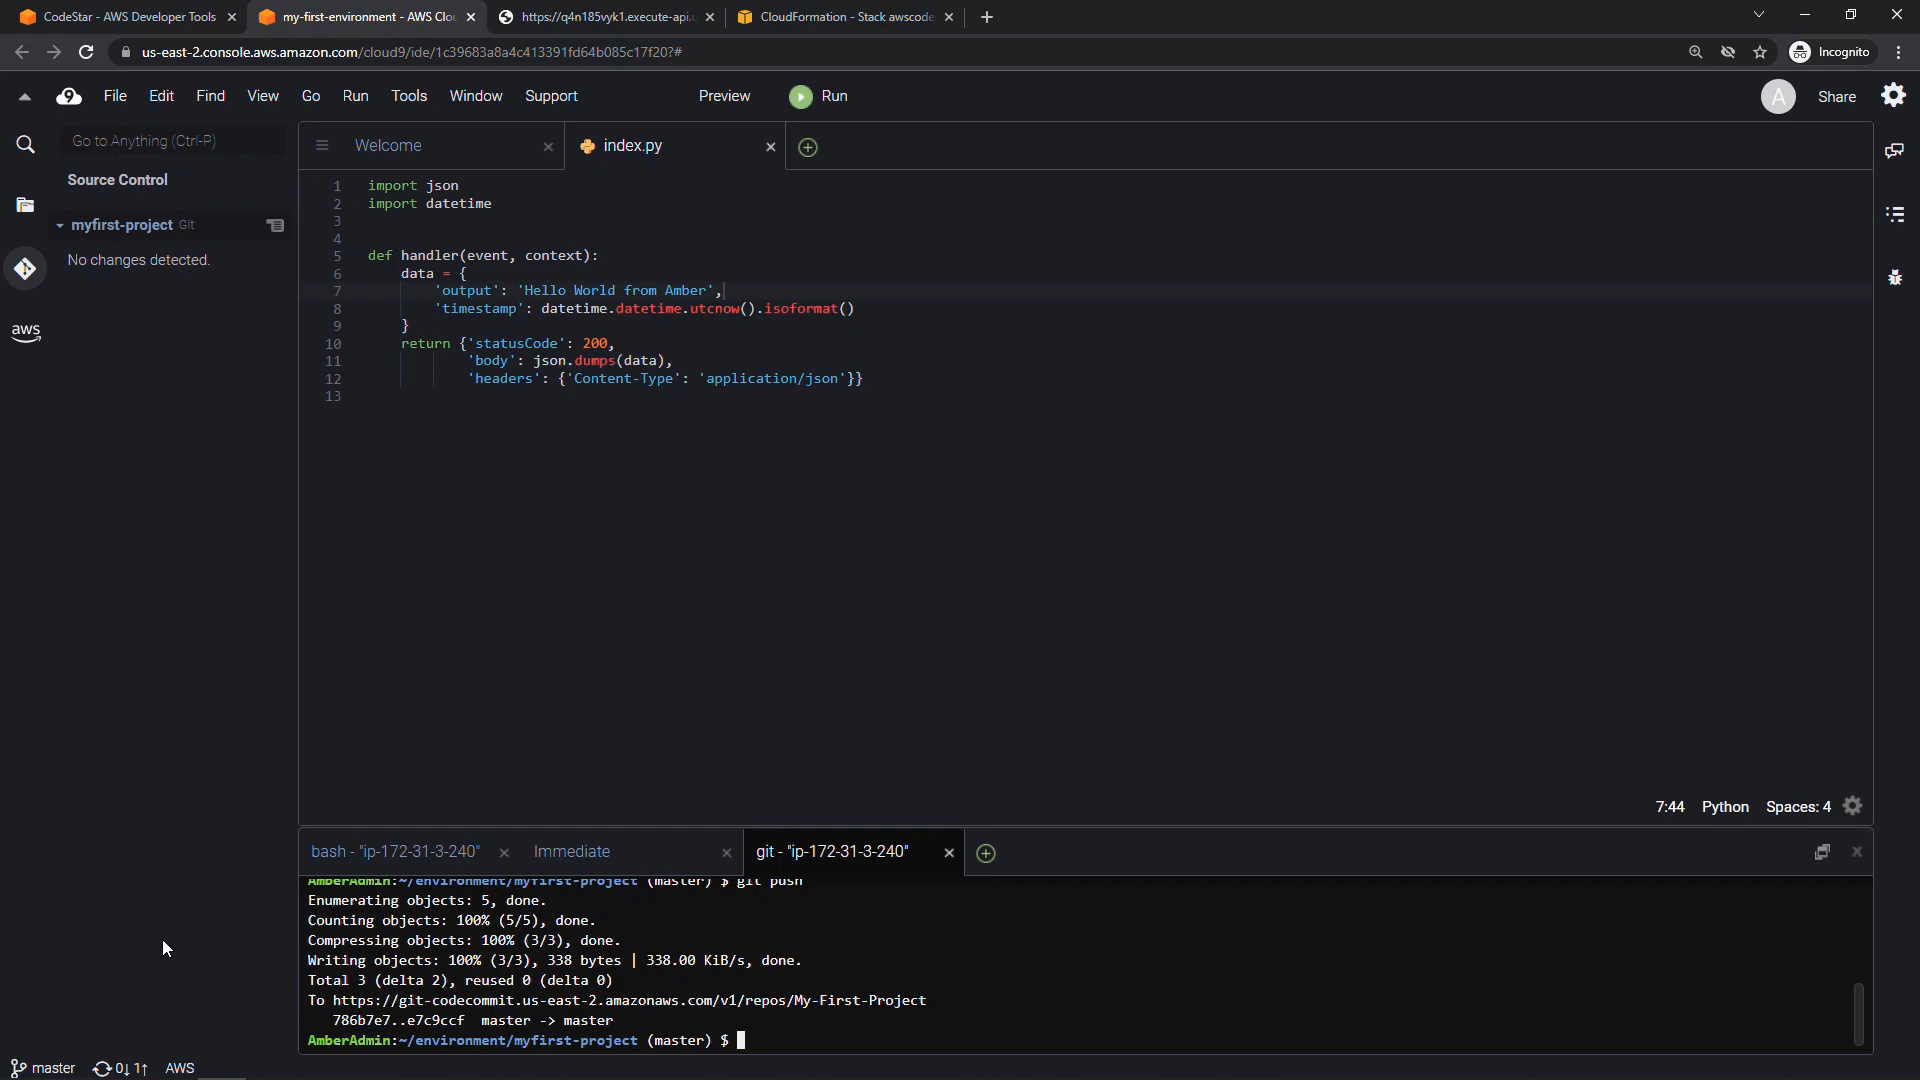 CodeStar - AWS Developer Tools
my-first-environment - AWS Clou
https://q4n185vyk1.execute-api.u
CloudFormation - Stack awscode
us-east-2.console.aws.amazon.com/cloud9/ide/1c39683a8a4c413391fd64b085c17f20?#
Incognito
9 File Edit Find View Go Run Tools Window Support Preview Run
A Share
Go to Anything (Ctrl-P)
Source Control
myfirst-project Git
No changes detected.
aws
Welcome
index.py
1 import json
2 import datetime
3
4
5 def handler(event, context):
6 data = {
7 'output': 'Hello World from Amber',
8 'timestamp': datetime.datetime.utcnow().isoformat()
9 }
10 return {'statusCode': 200,
11 'body': json.dumps(data),
12 'headers': {'Content-Type': 'application/json'}}
13
7:44 Python Spaces: 4
bash - "ip-172-31-3-240"
Immediate
git - "ip-172-31-3-240"
AmberAdmin:~/environment/myfirst-project (master) $ git push
Enumerating objects: 5, done.
Counting objects: 100% (5/5), done.
Compressing objects: 100% (3/3), done.
Writing objects: 100% (3/3), 338 bytes | 338.00 KiB/s, done.
Total 3 (delta 2), reused 0 (delta 0)
To https://git-codecommit.us-east-2.amazonaws.com/v1/repos/My-First-Project
786b7e7..e7c9ccf master -> master
AmberAdmin:~/environment/myfirst-project (master) $
master 0↓ 1↑ AWS